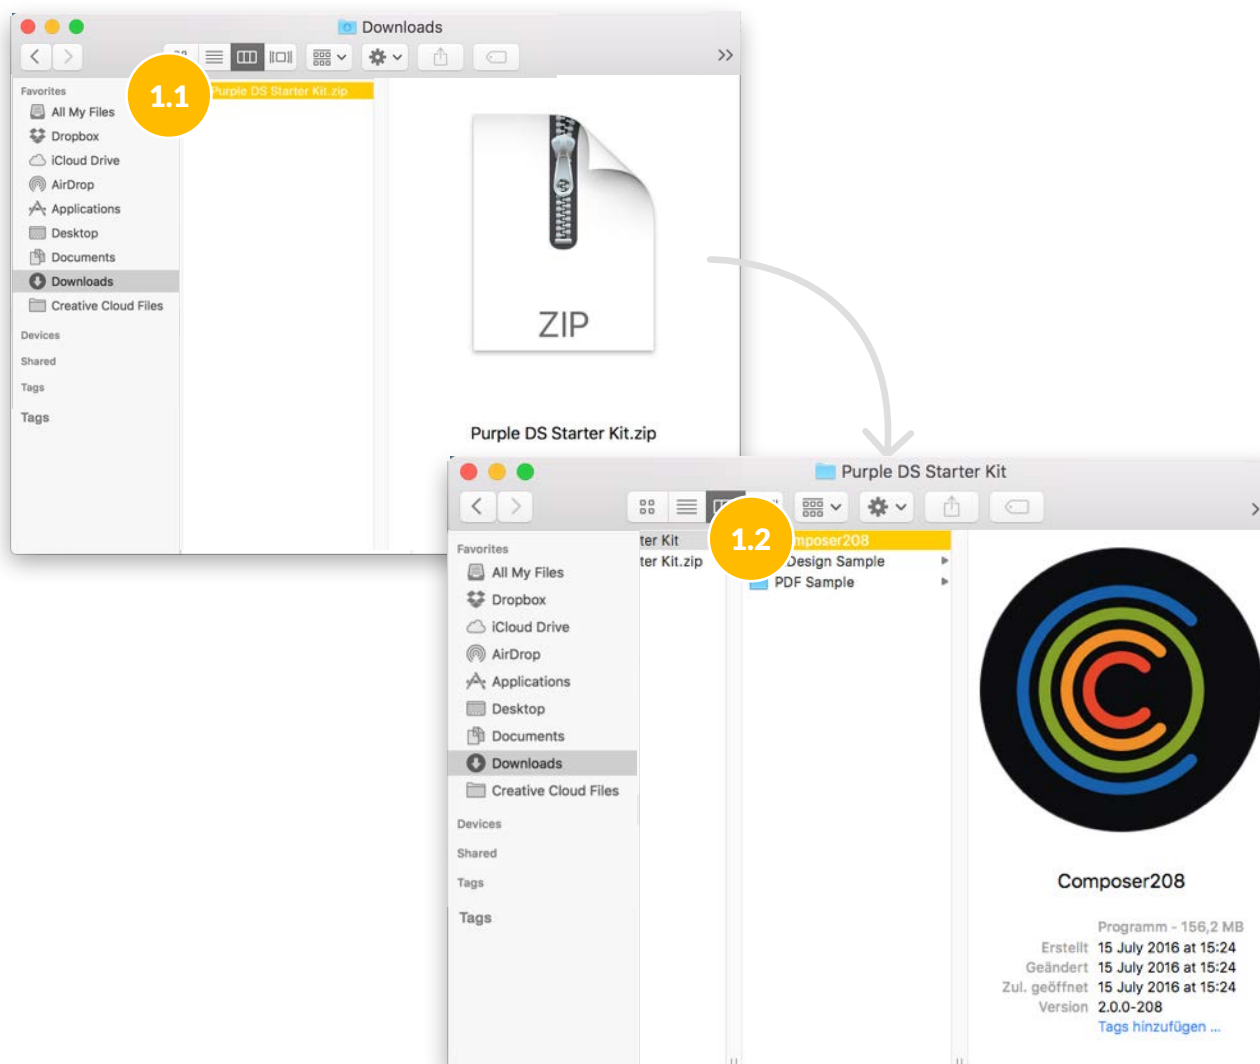 Downloads
Favorites
All My Files
Dropbox
iCloud Drive
AirDrop
Applications
Desktop
Documents
Downloads
Creative Cloud Files
Devices
Shared
Tags
Tags
1.1
Purple DS Starter Kit.zip
ZIP
Purple DS Starter Kit.zip
Purple DS Starter Kit
Favorites
All My Files
Dropbox
iCloud Drive
AirDrop
Applications
Desktop
Documents
Downloads
Creative Cloud Files
Devices
Shared
Tags
Tags
ter Kit
ter Kit.zip
1.2
mposer208
Design Sample
PDF Sample
Composer208
Programm - 156,2 MB
Erstellt 15 July 2016 at 15:24
Geändert 15 July 2016 at 15:24
Zul. geöffnet 15 July 2016 at 15:24
Version 2.0.0-208
Tags hinzufügen ...